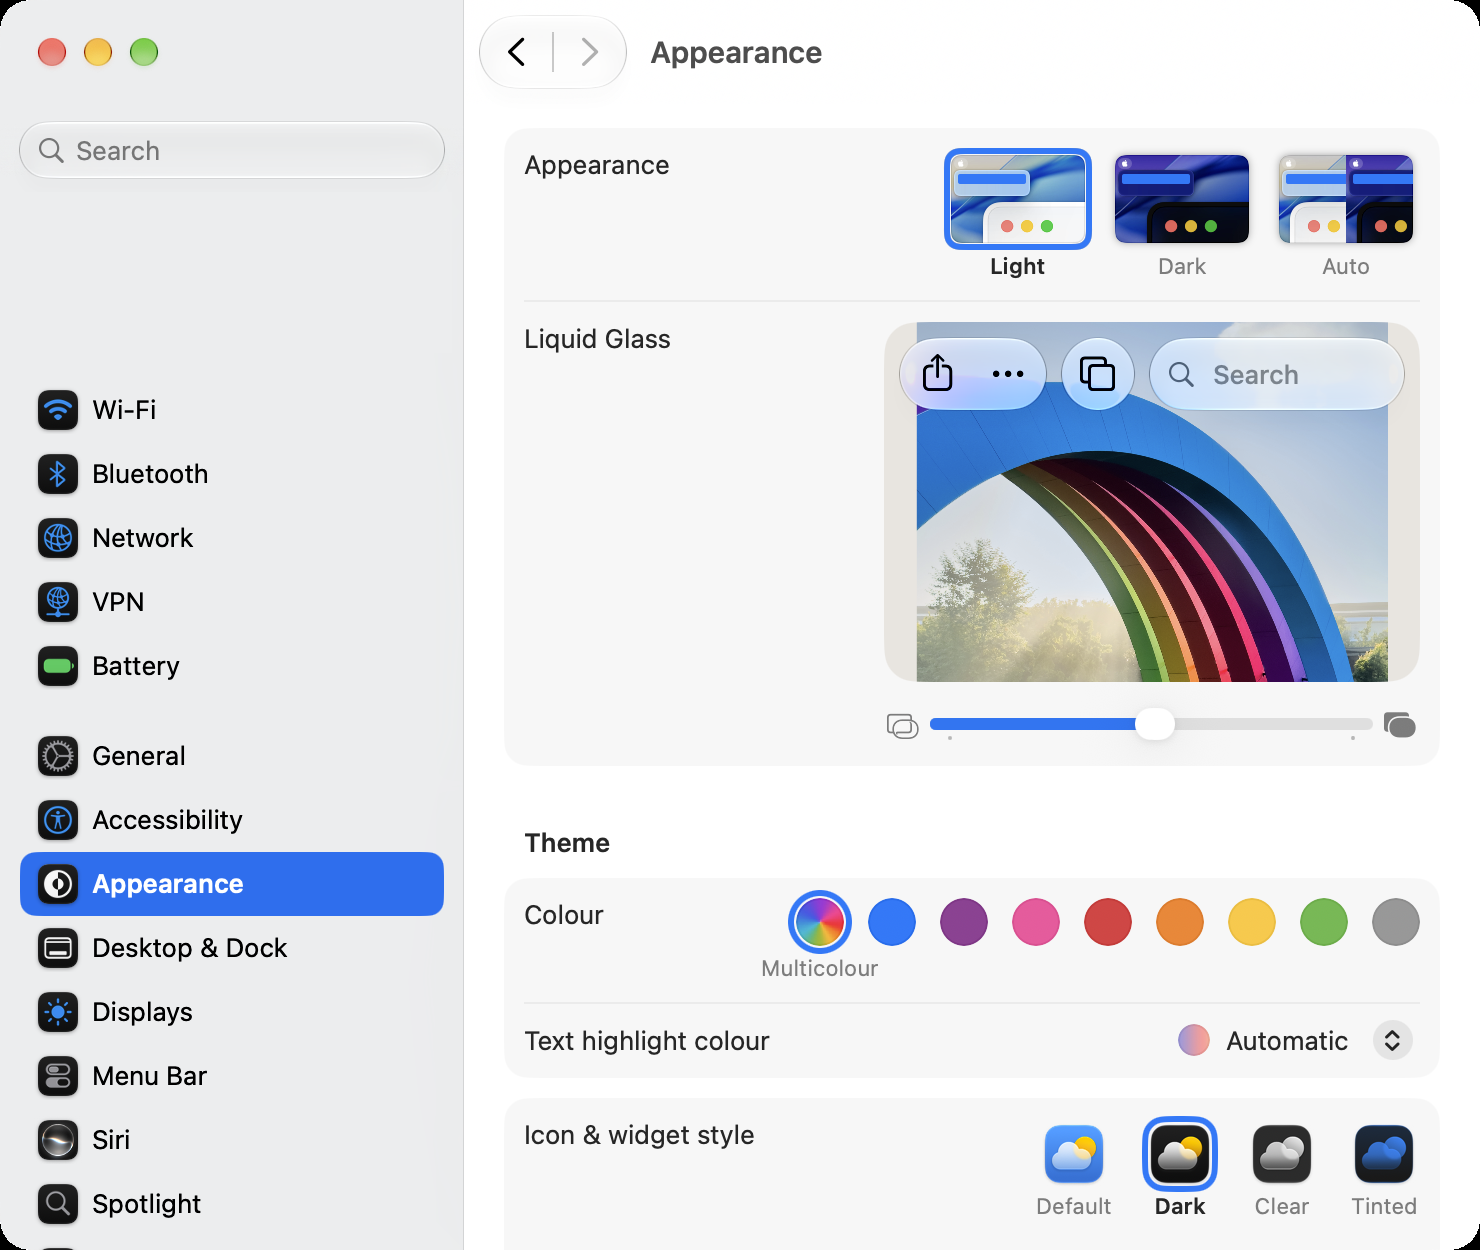 Search
Wi-Fi
Bluetooth
Network
VPN
Battery
General
Accessibility
Appearance
Desktop & Dock
Displays
Menu Bar
Siri
Spotlight
Appearance
Appearance
Light
Dark
Auto
Liquid Glass
Search
Theme
Colour
Multicolour
Text highlight colour
Automatic
Icon & widget style
Default
Dark
Clear
Tinted